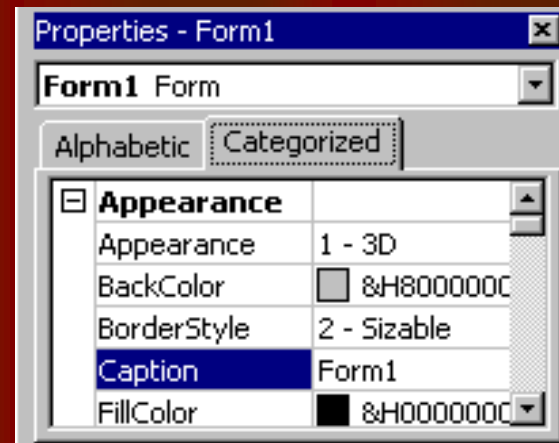 Properties - Form1
Form1 Form
Alphabetic Categorized
Appearance
Appearance 1 - 3D
BackColor &H8000000
BorderStyle 2 - Sizable
Caption Form1
FillColor &H0000000